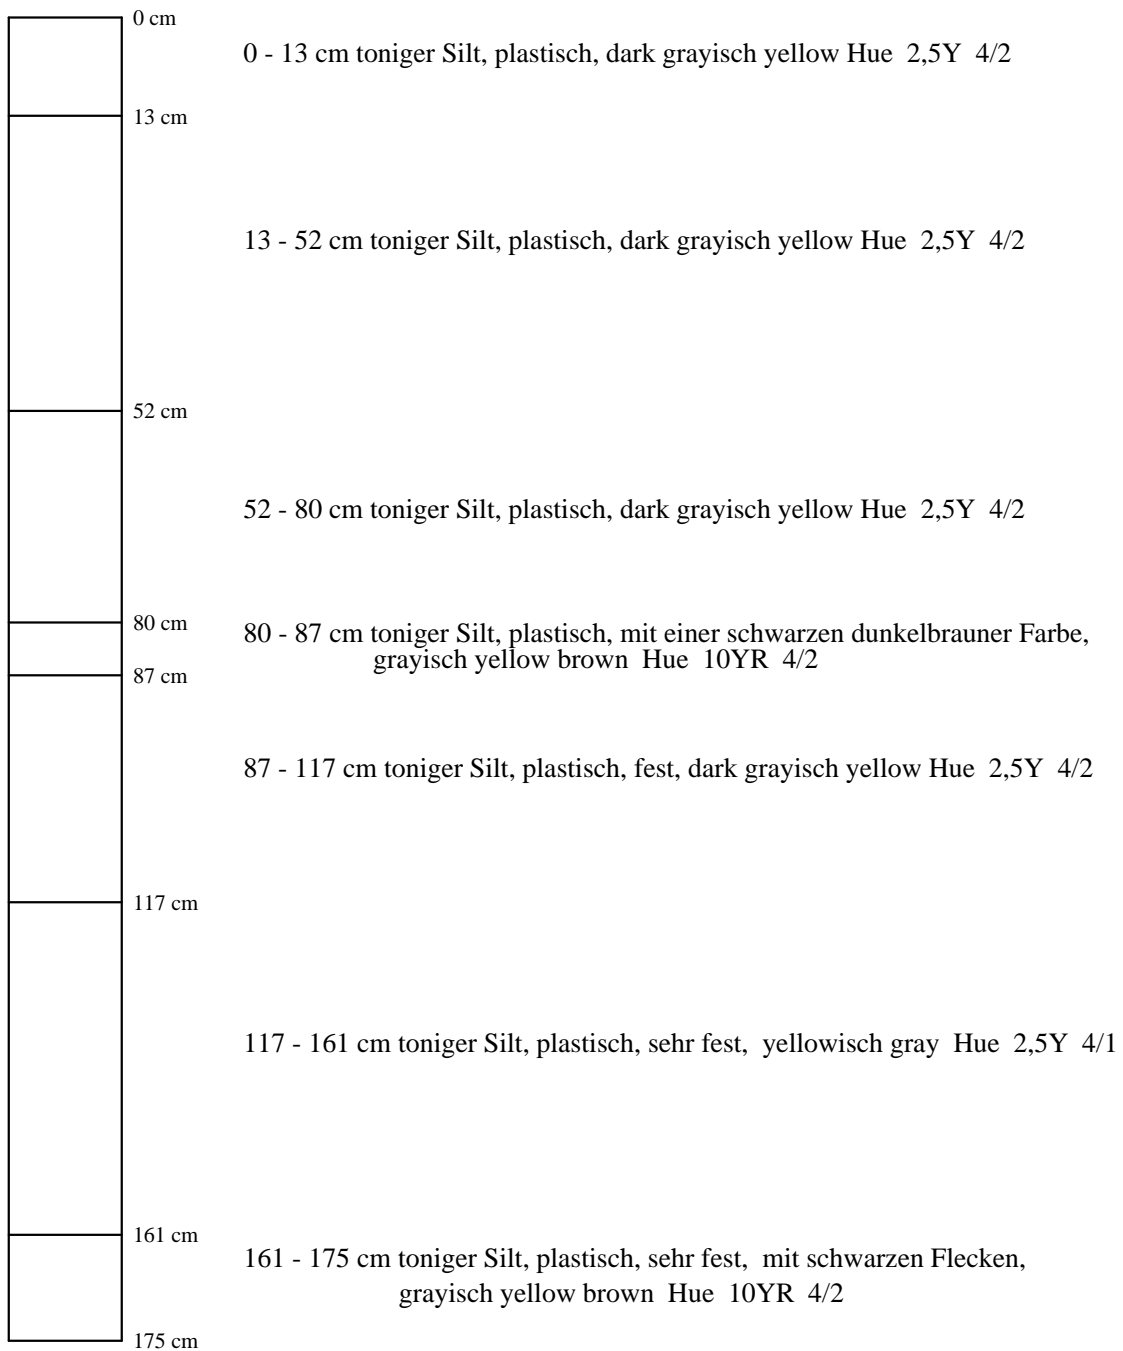 0 cm
0 - 13 cm toniger Silt, plastisch, dark grayisch yellow Hue 2,5Y 4/2
13 cm
13 - 52 cm toniger Silt, plastisch, dark grayisch yellow Hue 2,5Y 4/2
52 cm
52 - 80 cm toniger Silt, plastisch, dark grayisch yellow Hue 2,5Y 4/2
80 cm
80 - 87 cm toniger Silt, plastisch, mit einer schwarzen dunkelbrauner Farbe,
grayisch yellow brown Hue 10YR 4/2
87 cm
87 - 117 cm toniger Silt, plastisch, fest, dark grayisch yellow Hue 2,5Y 4/2
117 cm
117 - 161 cm toniger Silt, plastisch, sehr fest, yellowisch gray Hue 2,5Y 4/1
161 cm
161 - 175 cm toniger Silt, plastisch, sehr fest, mit schwarzen Flecken,
grayisch yellow brown Hue 10YR 4/2
175 cm